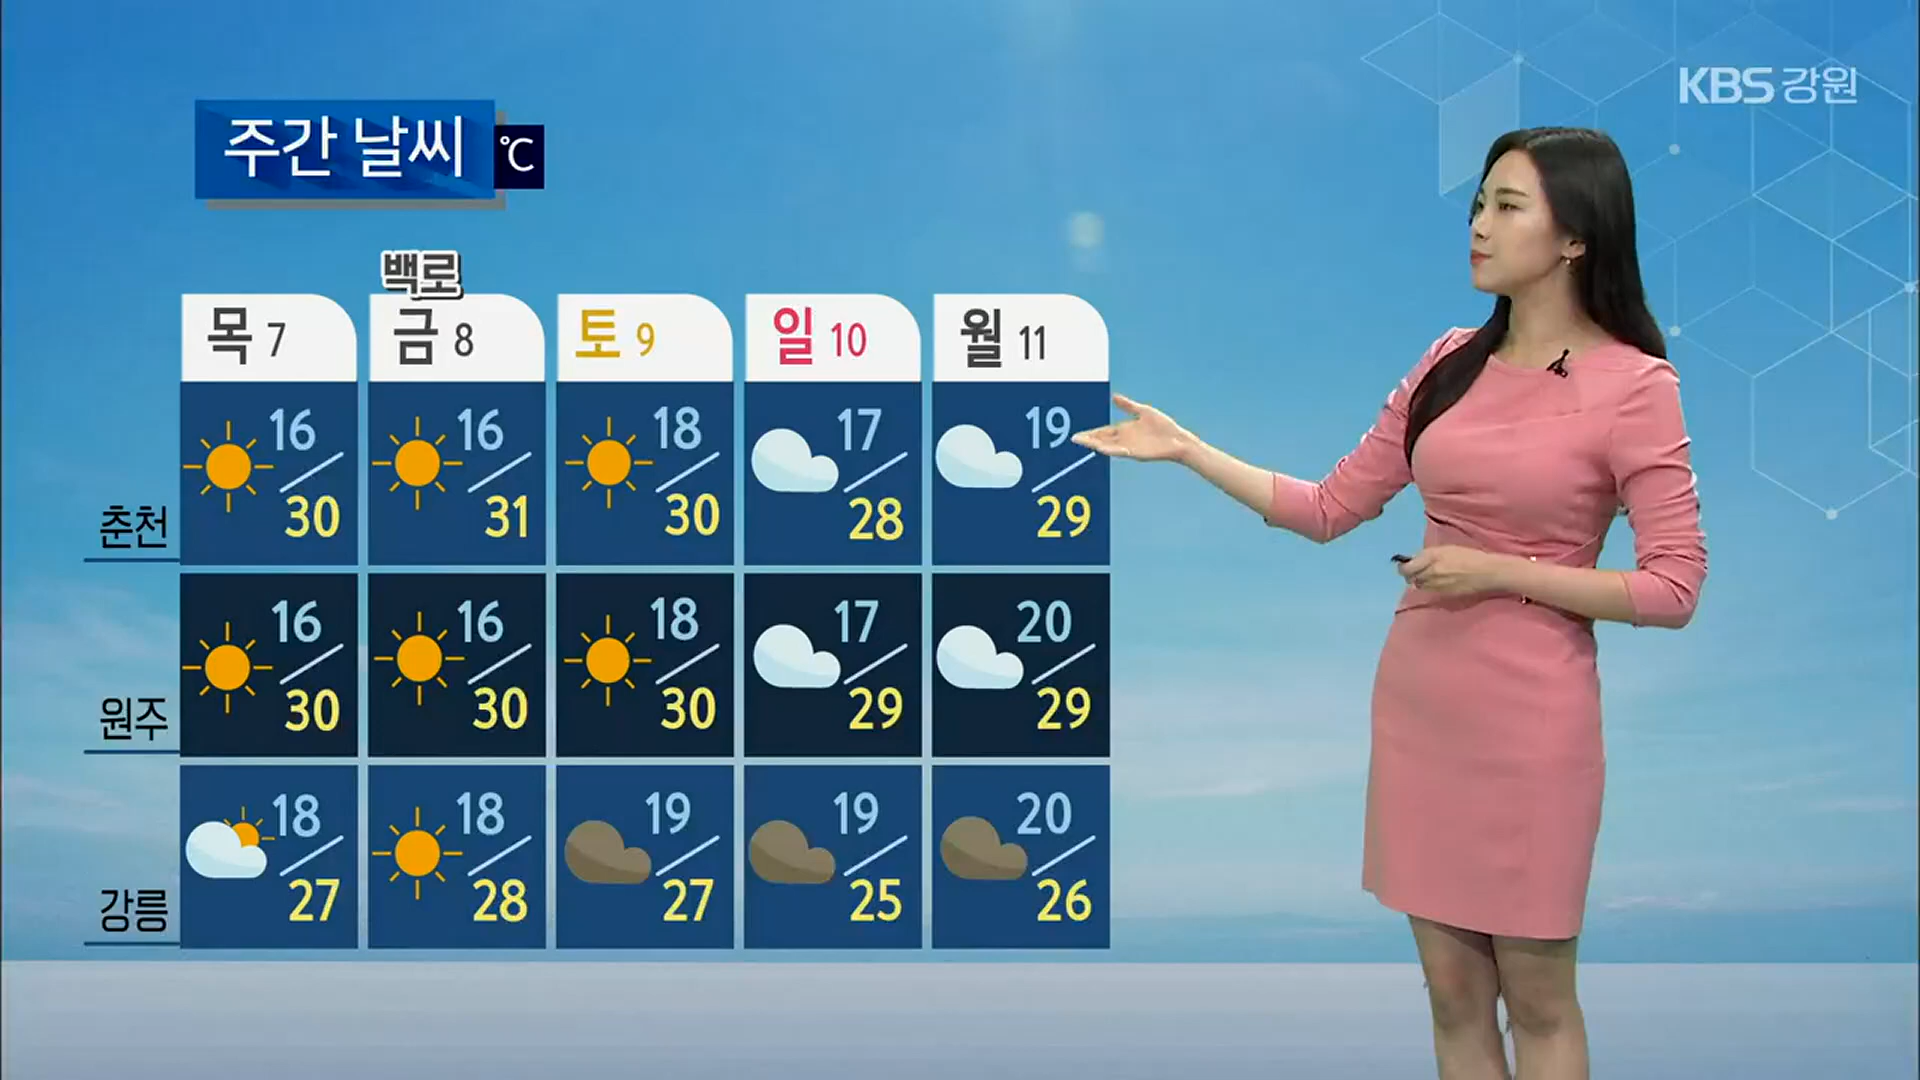 KBS 강원
주간 날씨 ℃
백로
목 7 금 8 토 9 일 10 월 11
춘천 16/30 16/31 18/30 17/28 19/29
원주 16/30 16/30 18/30 17/29 20/29
강릉 18/27 18/28 19/27 19/25 20/26